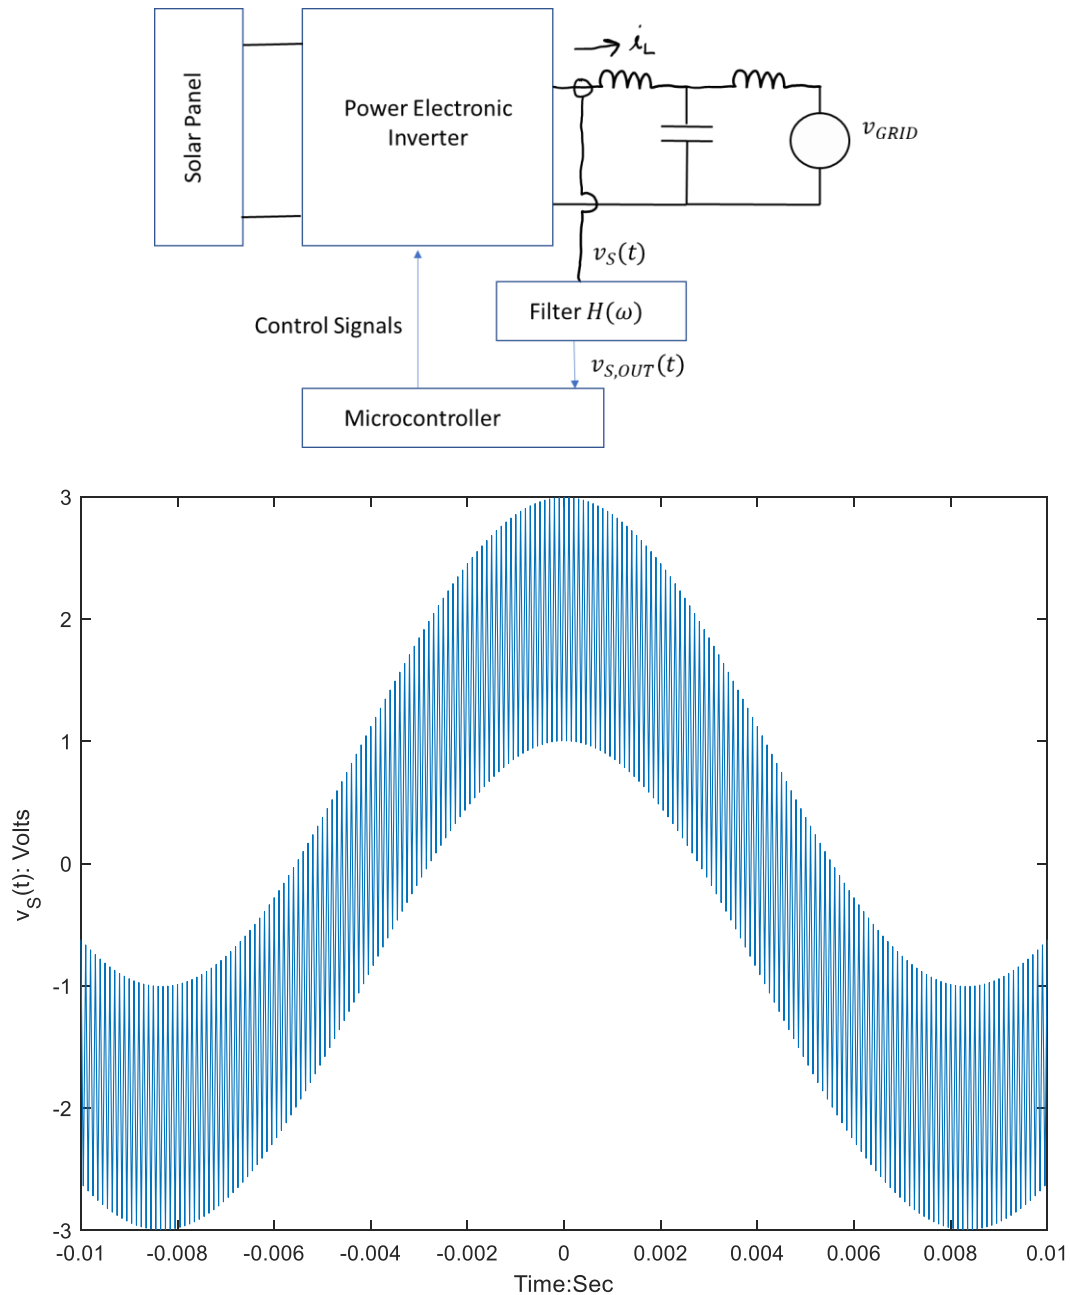 i_L
Solar Panel
Power Electronic
Inverter
v_GRID
v_S(t)
Filter H(ω)
Control Signals
v_S,OUT(t)
Microcontroller
3
2
1
0
-1
-2
-3
v_S(t): Volts
-0.01 -0.008 -0.006 -0.004 -0.002 0 0.002 0.004 0.006 0.008 0.01
Time:Sec